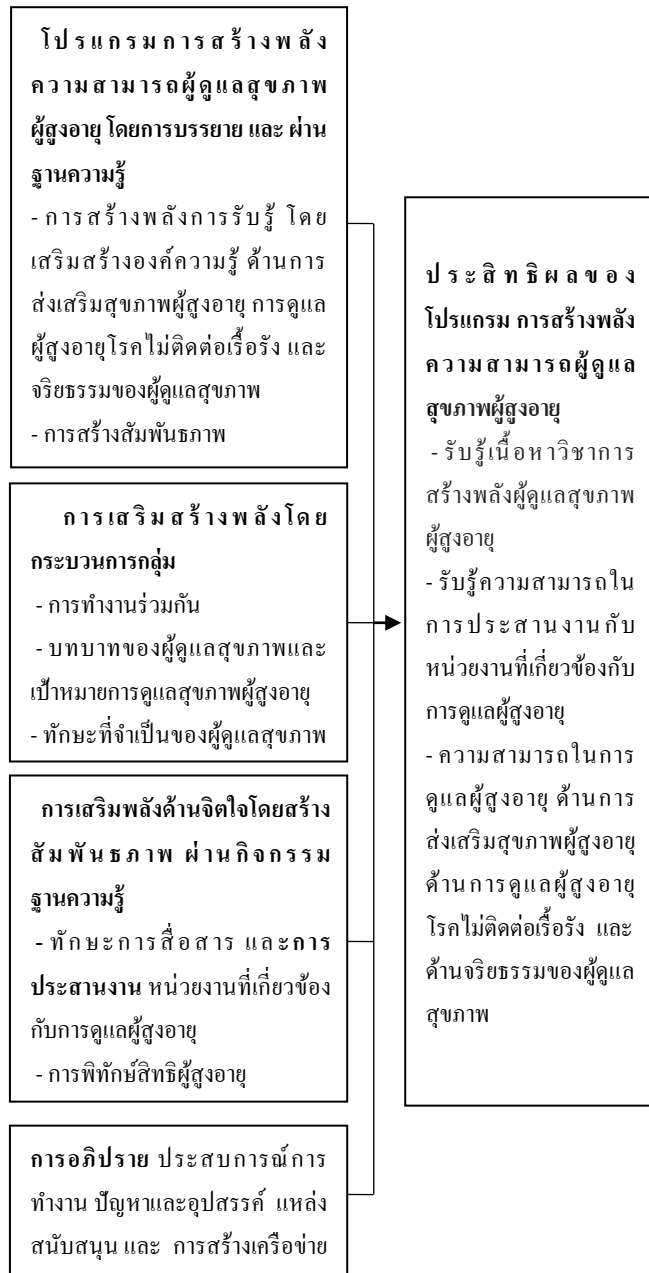 โปรแกรมการสร้างพลัง
ความสามารถผู้ดูแลสุขภาพ
ผู้สูงอายุ โดยการบรรยาย และ ผ่าน
ฐานความรู้
- การสร้างพลังการรับรู้ โดย
เสริมสร้างองค์ความรู้ ด้านการ
ส่งเสริมสุขภาพผู้สูงอายุ การดูแล
ผู้สูงอายุโรคไม่ติดต่อเรื้อรัง และ
จริยธรรมของผู้ดูแลสุขภาพ
- การสร้างสัมพันธภาพ
การเสริมสร้างพลังโดย
กระบวนการกลุ่ม
- การทำงานร่วมกัน
- บทบาทของผู้ดูแลสุขภาพและ
เป้าหมายการดูแลสุขภาพผู้สูงอายุ
- ทักษะที่จำเป็นของผู้ดูแลสุขภาพ
การเสริมพลังด้านจิตใจโดยสร้าง
สัมพันธภาพ ผ่านกิจกรรม
ฐานความรู้
- ทักษะการสื่อสาร และการ
ประสานงาน หน่วยงานที่เกี่ยวข้อง
กับการดูแลผู้สูงอายุ
- การพิทักษ์สิทธิผู้สูงอายุ
การอภิปราย ประสบการณ์การ
ทำงาน ปัญหาและอุปสรรค์ แหล่ง
สนับสนุน และ การสร้างเครือข่าย
ประสิทธิผลของ
โปรแกรม การสร้างพลัง
ความสามารถผู้ดูแล
สุขภาพผู้สูงอายุ
- รับรู้เนื้อหาวิชาการ
สร้างพลังผู้ดูแลสุขภาพ
ผู้สูงอายุ
- รับรู้ความสามารถใน
การประสานงานกับ
หน่วยงานที่เกี่ยวข้องกับ
การดูแลผู้สูงอายุ
- ความสามารถในการ
ดูแลผู้สูงอายุ ด้านการ
ส่งเสริมสุขภาพผู้สูงอายุ
ด้านการดูแลผู้สูงอายุ
โรคไม่ติดต่อเรื้อรัง และ
ด้านจริยธรรมของผู้ดูแล
สุขภาพ